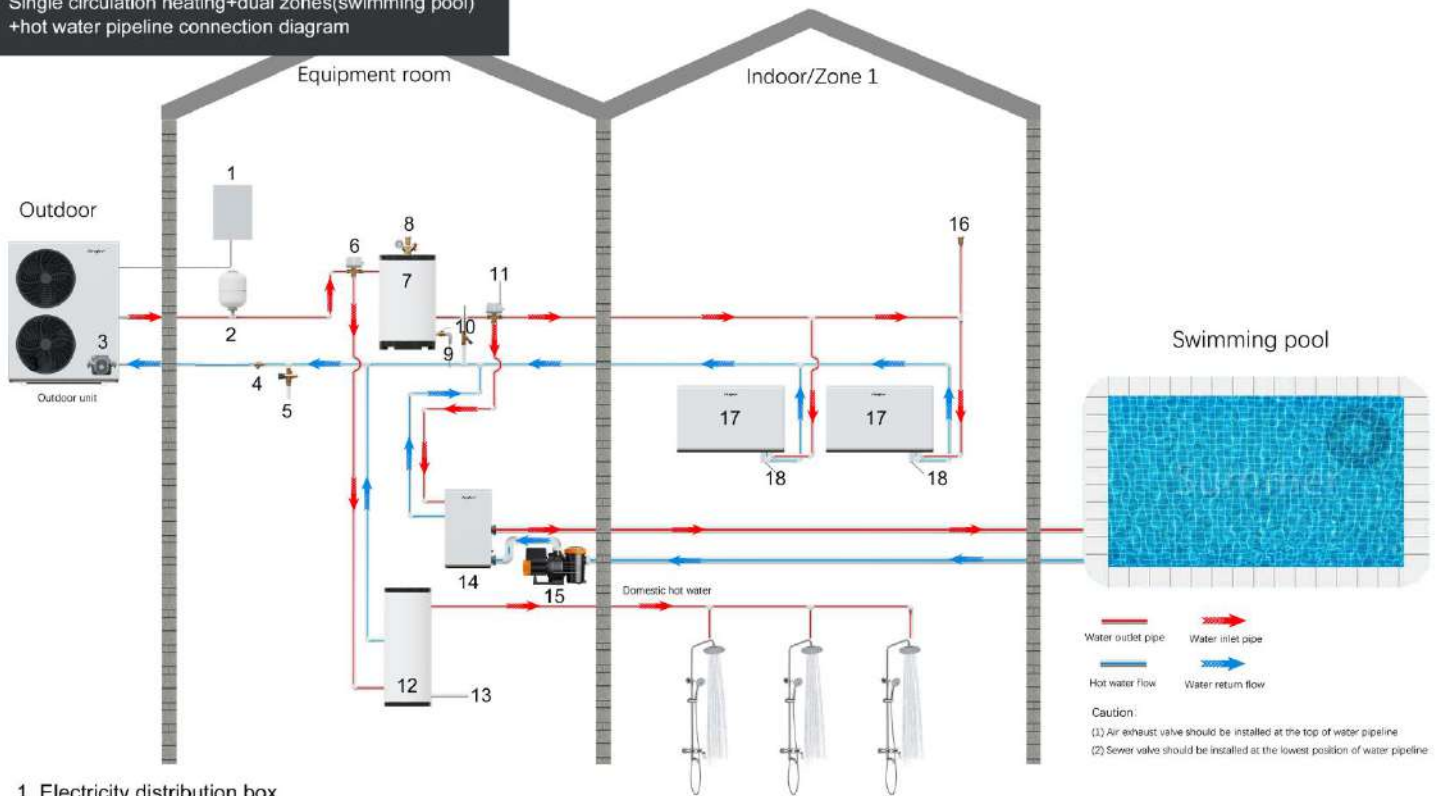 Single circulation heating+dual zones(swimming pool)
+hot water pipeline connection diagram
Equipment room
Indoor/Zone 1
1
Outdoor
6
8
7
11
16
2
10
9
3
4
5
Outdoor unit
Swimming pool
17
17
18
18
Summer
14
15
Domestic hot water
12
13
Water outlet pipe
Water inlet pipe
Hot water flow
Water return flow
Caution:
(1) Air exhaust valve should be installed at the top of water pipeline
(2) Sewer valve should be installed at the lowest position of water pipeline
1. Electricity distribution box